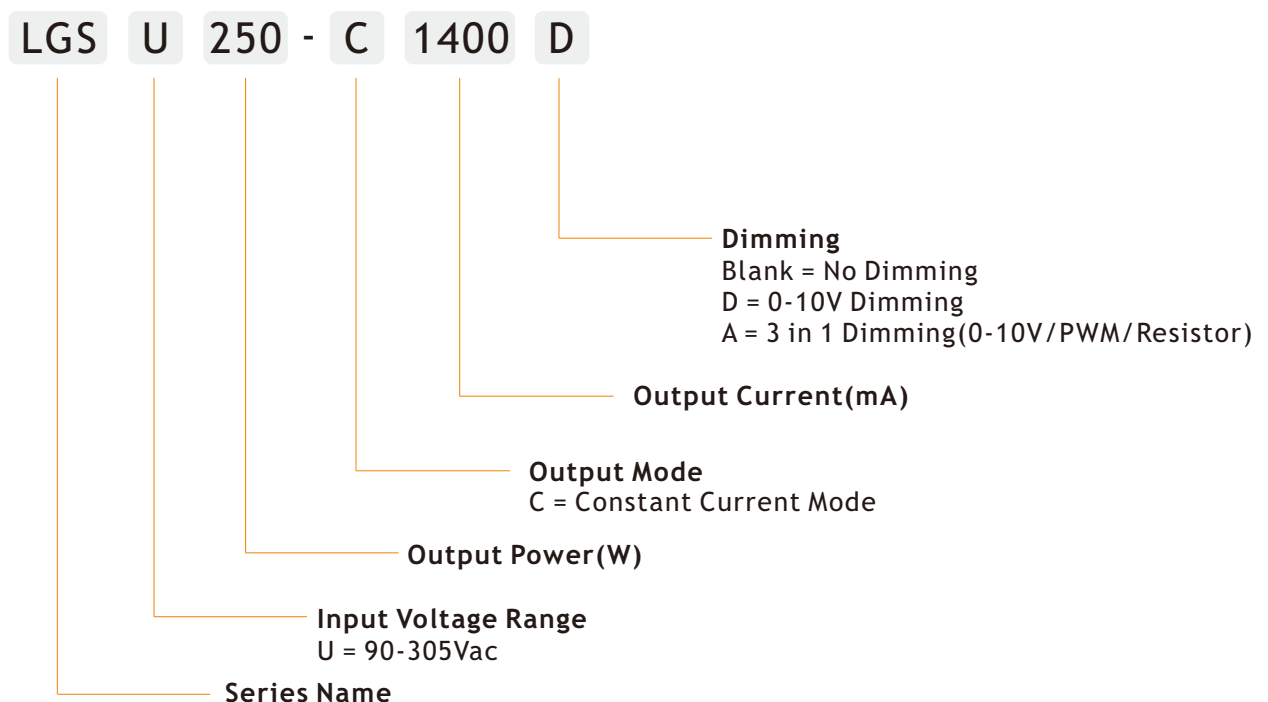 LGS U 250 - C 1400 D
Dimming
Blank = No Dimming
D = 0-10V Dimming
A = 3 in 1 Dimming(0-10V/PWM/Resistor)
Output Current(mA)
Output Mode
C = Constant Current Mode
Output Power(W)
Input Voltage Range
U = 90-305Vac
Series Name